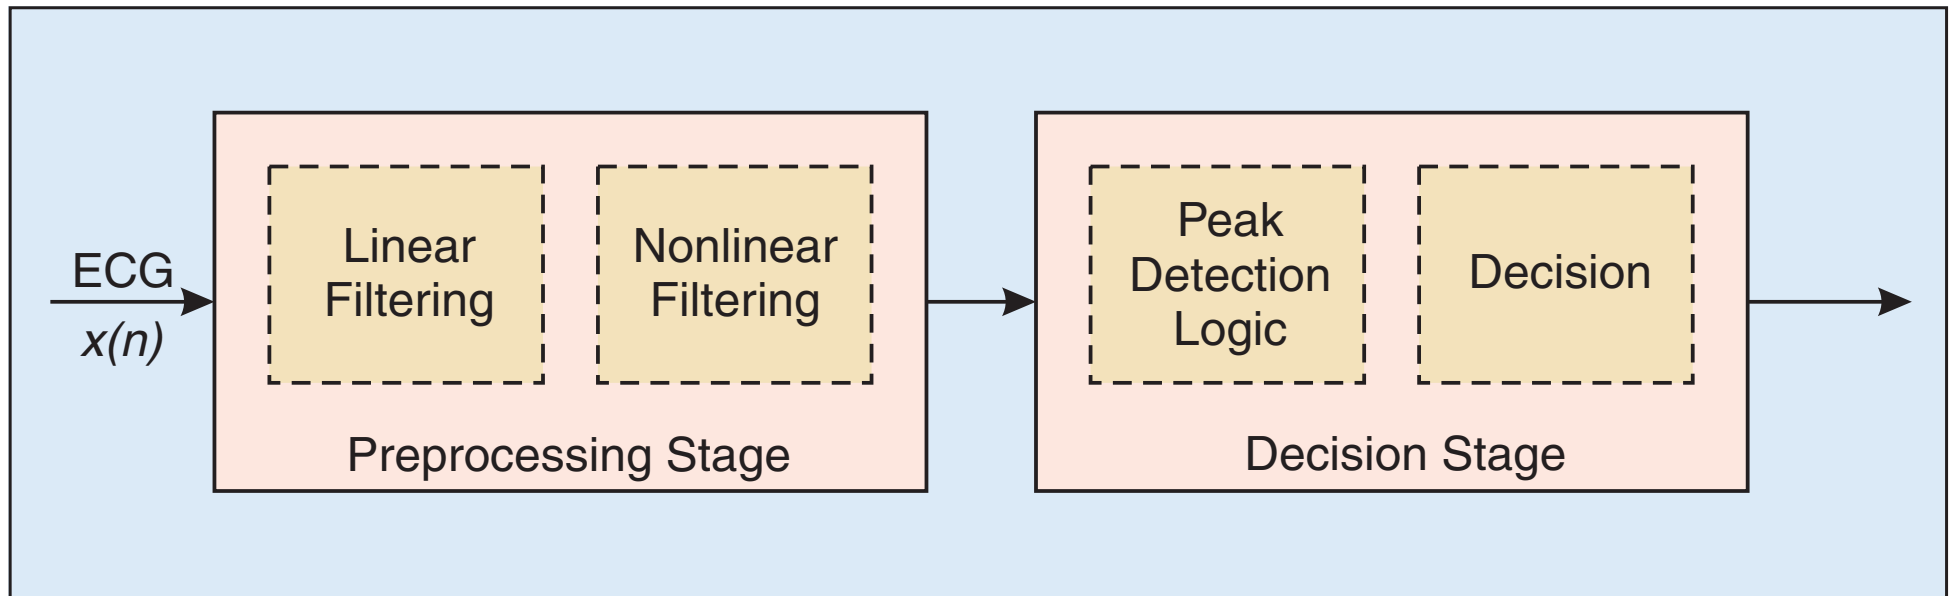 ECG
x(n)
Linear
Filtering
Nonlinear
Filtering
Preprocessing Stage
Peak
Detection
Logic
Decision
Decision Stage